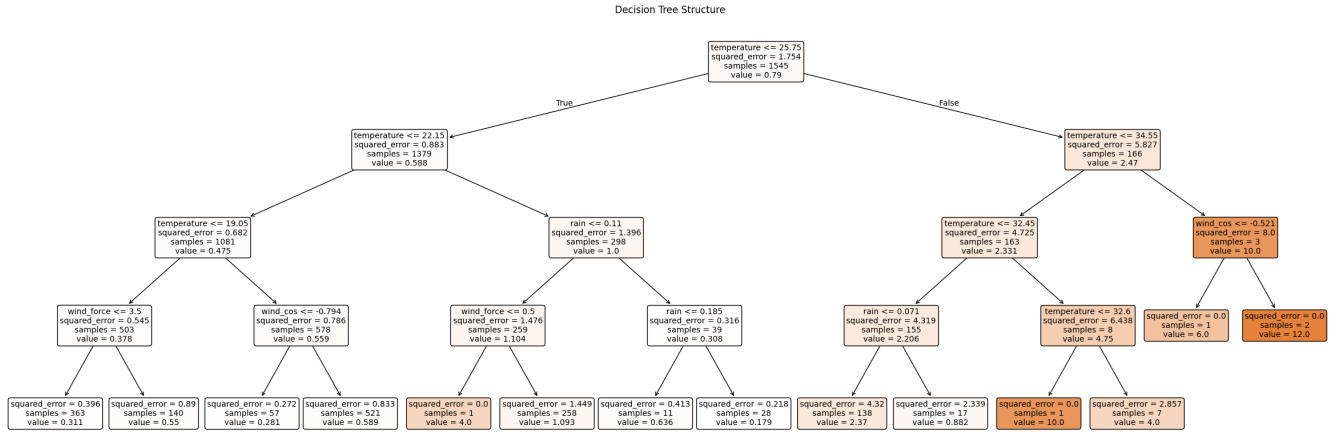 Decision Tree Structure
temperature <= 25.75
squared_error = 1.754
samples = 1545
value = 0.79
True
False
temperature <= 22.15
squared_error = 0.883
samples = 1379
value = 0.588
temperature <= 34.55
squared_error = 5.827
samples = 166
value = 2.47
temperature <= 19.05
squared_error = 0.682
samples = 1081
value = 0.475
rain <= 0.11
squared_error = 1.396
samples = 298
value = 1.0
temperature <= 32.45
squared_error = 4.725
samples = 163
value = 2.331
wind_cos <= -0.521
squared_error = 8.0
samples = 3
value = 10.0
wind_force <= 3.5
squared_error = 0.545
samples = 503
value = 0.378
wind_cos <= -0.794
squared_error = 0.786
samples = 578
value = 0.559
wind_force <= 0.5
squared_error = 1.476
samples = 259
value = 1.104
rain <= 0.185
squared_error = 0.316
samples = 39
value = 0.308
rain <= 0.071
squared_error = 4.319
samples = 155
value = 2.206
temperature <= 32.6
squared_error = 6.438
samples = 8
value = 4.75
squared_error = 0.0
samples = 1
value = 6.0
squared_error = 0.0
samples = 2
value = 12.0
squared_error = 0.396
samples = 363
value = 0.311
squared_error = 0.89
samples = 140
value = 0.55
squared_error = 0.272
samples = 57
value = 0.281
squared_error = 0.833
samples = 521
value = 0.589
squared_error = 0.0
samples = 1
value = 4.0
squared_error = 1.449
samples = 258
value = 1.093
squared_error = 0.413
samples = 11
value = 0.636
squared_error = 0.218
samples = 28
value = 0.179
squared_error = 4.32
samples = 138
value = 2.37
squared_error = 2.339
samples = 17
value = 0.882
squared_error = 0.0
samples = 1
value = 10.0
squared_error = 2.857
samples = 7
value = 4.0